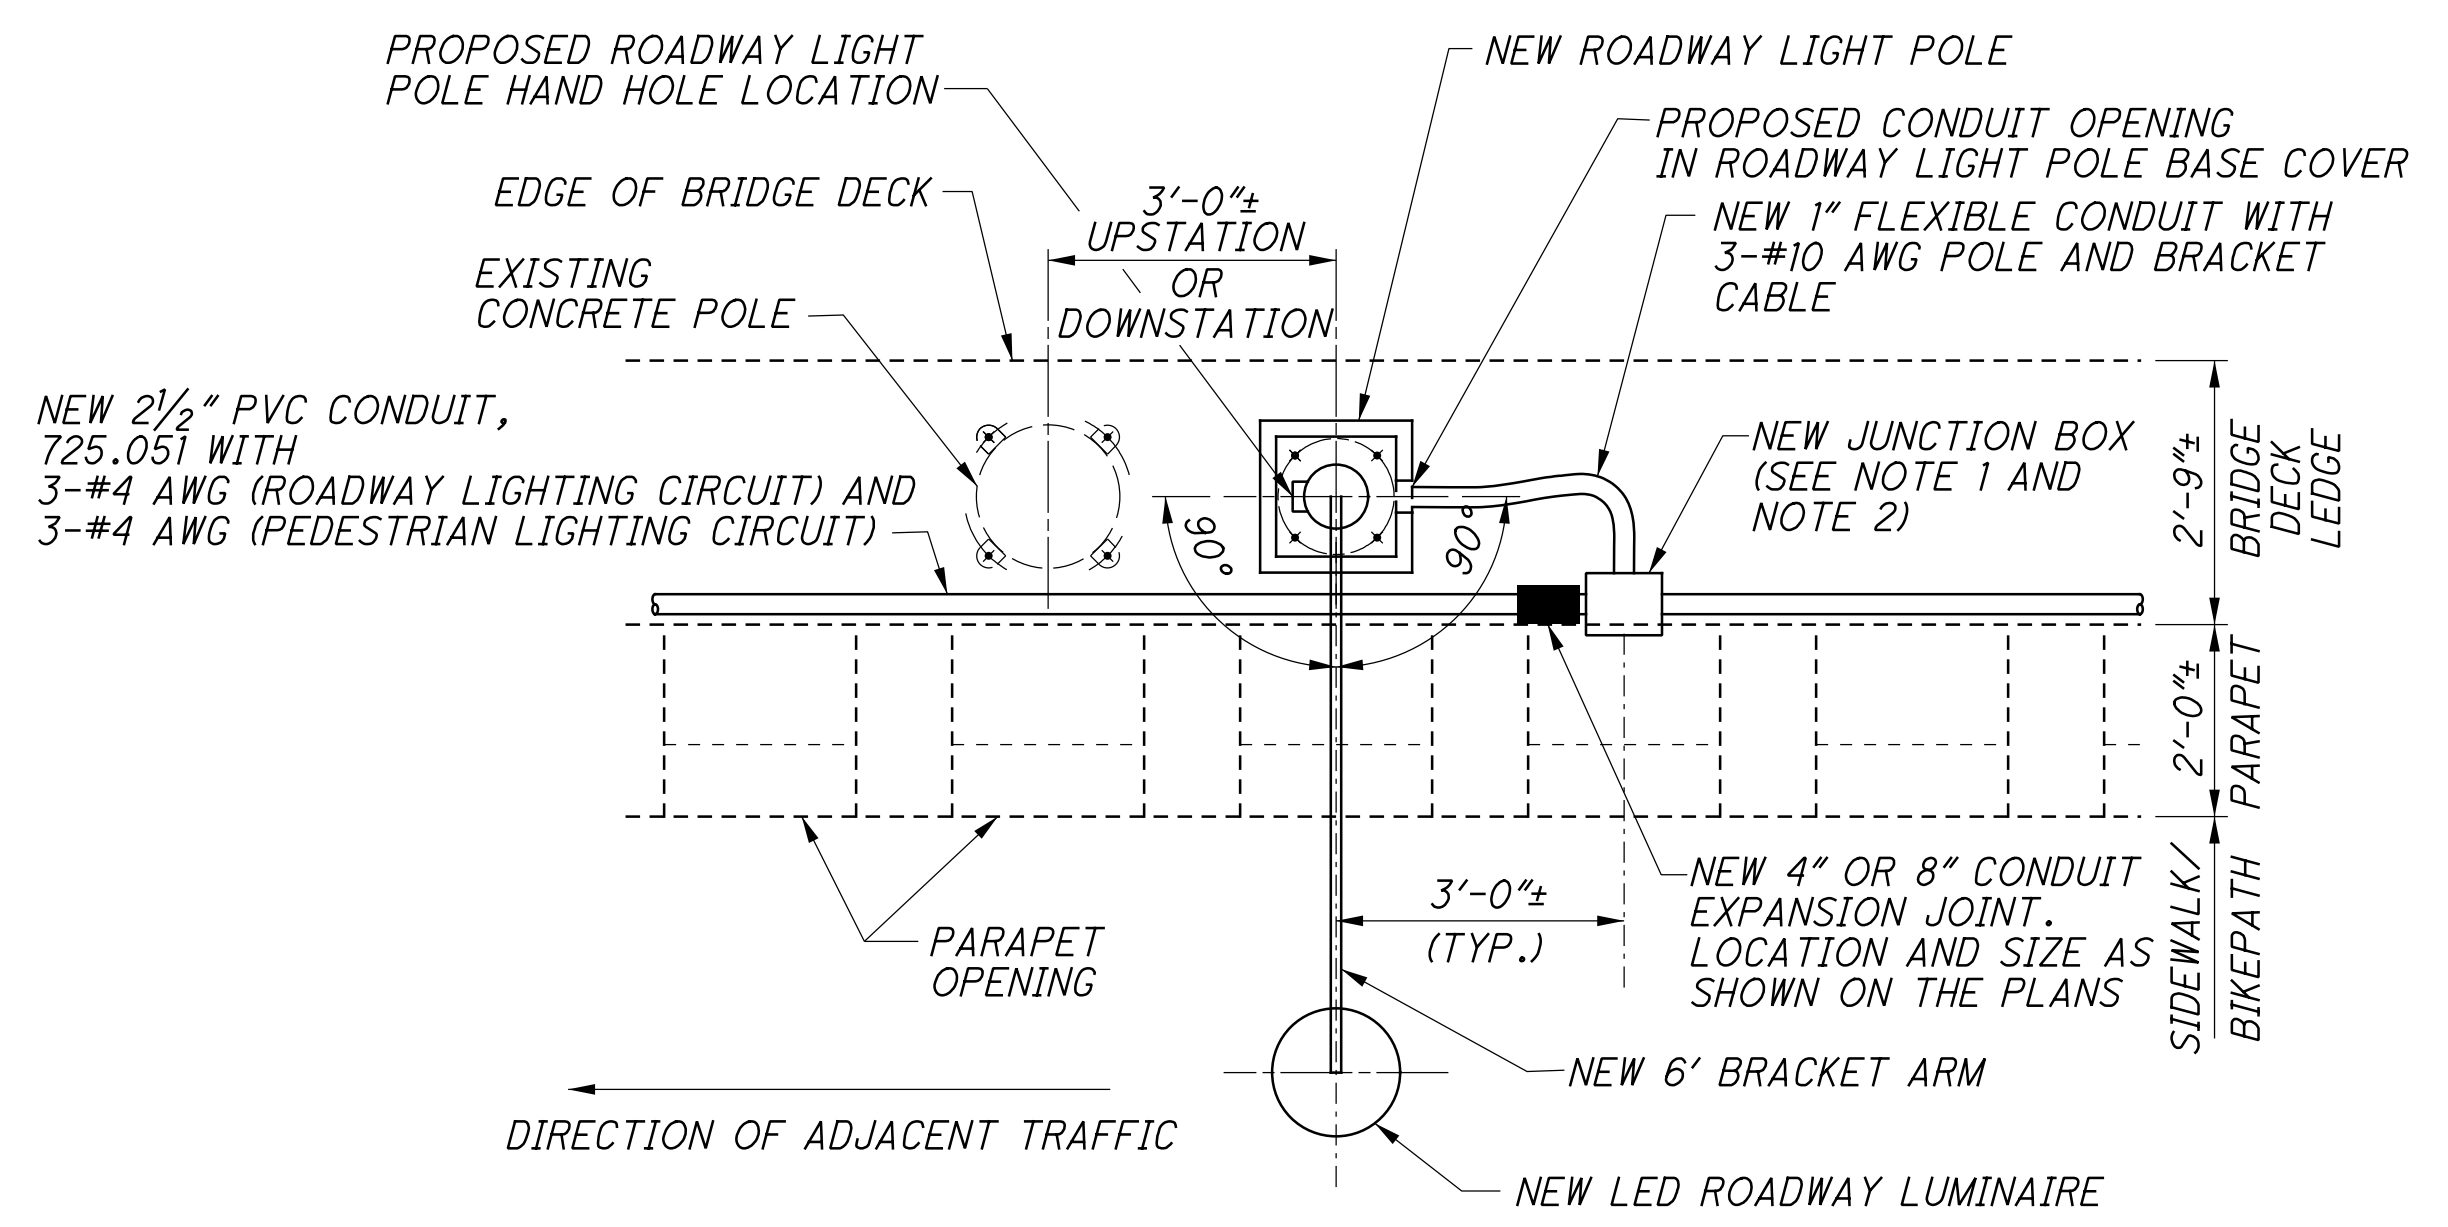 PROPOSED ROADWAY LIGHT
POLE HAND HOLE LOCATION
NEW ROADWAY LIGHT POLE
PROPOSED CONDUIT OPENING
IN ROADWAY LIGHT POLE BASE COVER
EDGE OF BRIDGE DECK
3'-0"±
UPSTATION
OR
DOWNSTATION
NEW 1" FLEXIBLE CONDUIT WITH
3-#10 AWG POLE AND BRACKET
CABLE
EXISTING
CONCRETE POLE
NEW 2½" PVC CONDUIT,
725.051 WITH
3-#4 AWG (ROADWAY LIGHTING CIRCUIT) AND
3-#4 AWG (PEDESTRIAN LIGHTING CIRCUIT)
NEW JUNCTION BOX
(SEE NOTE 1 AND
NOTE 2)
90°
90°
2'-9"±
BRIDGE
DECK
LEDGE
2'-0"±
PARAPET
SIDEWALK/
BIKEPATH
NEW 4" OR 8" CONDUIT
EXPANSION JOINT.
LOCATION AND SIZE AS
SHOWN ON THE PLANS
3'-0"±
(TYP.)
PARAPET
OPENING
NEW 6' BRACKET ARM
DIRECTION OF ADJACENT TRAFFIC
NEW LED ROADWAY LUMINAIRE